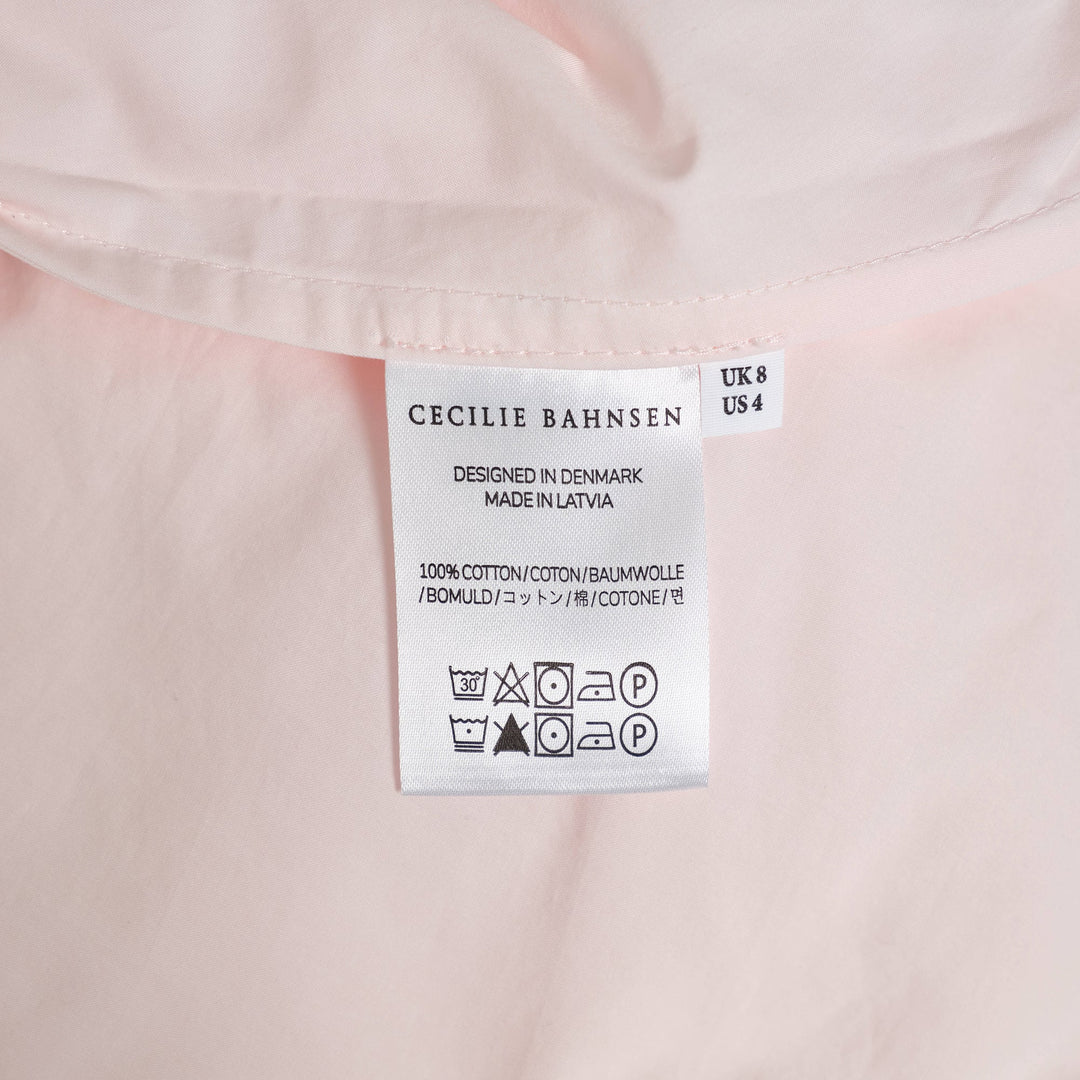 CECILIE BAHNSEN
UK 8
US 4
DESIGNED IN DENMARK
MADE IN LATVIA
100% COTTON/COTON/BAUMWOLLE
/BOMULD/コットン/棉/COTONE/면
30°
P
P